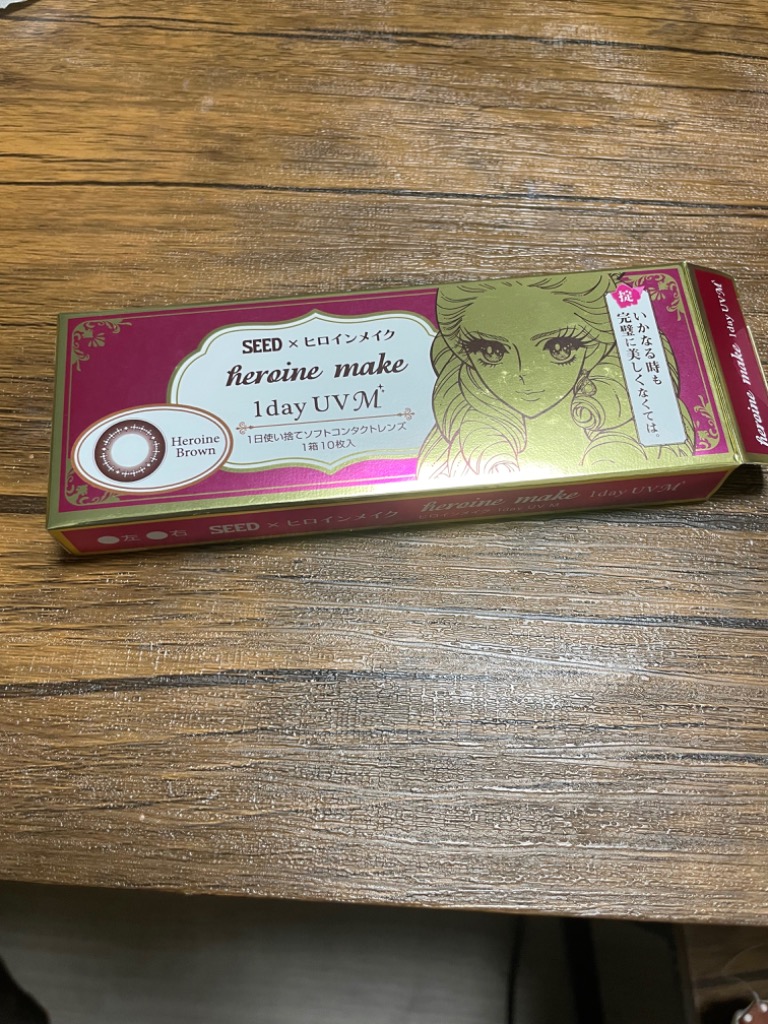 SEED × ヒロインメイク
heroine make
1day UV M
1日使い捨てソフトコンタクトレンズ
1箱10枚入
Heroine
Brown
掟
いかなる時も
完璧に美しくなくては。
●左 ●右 SEED × ヒロインメイク heroine make 1day UV M
heroine make 1day UV M